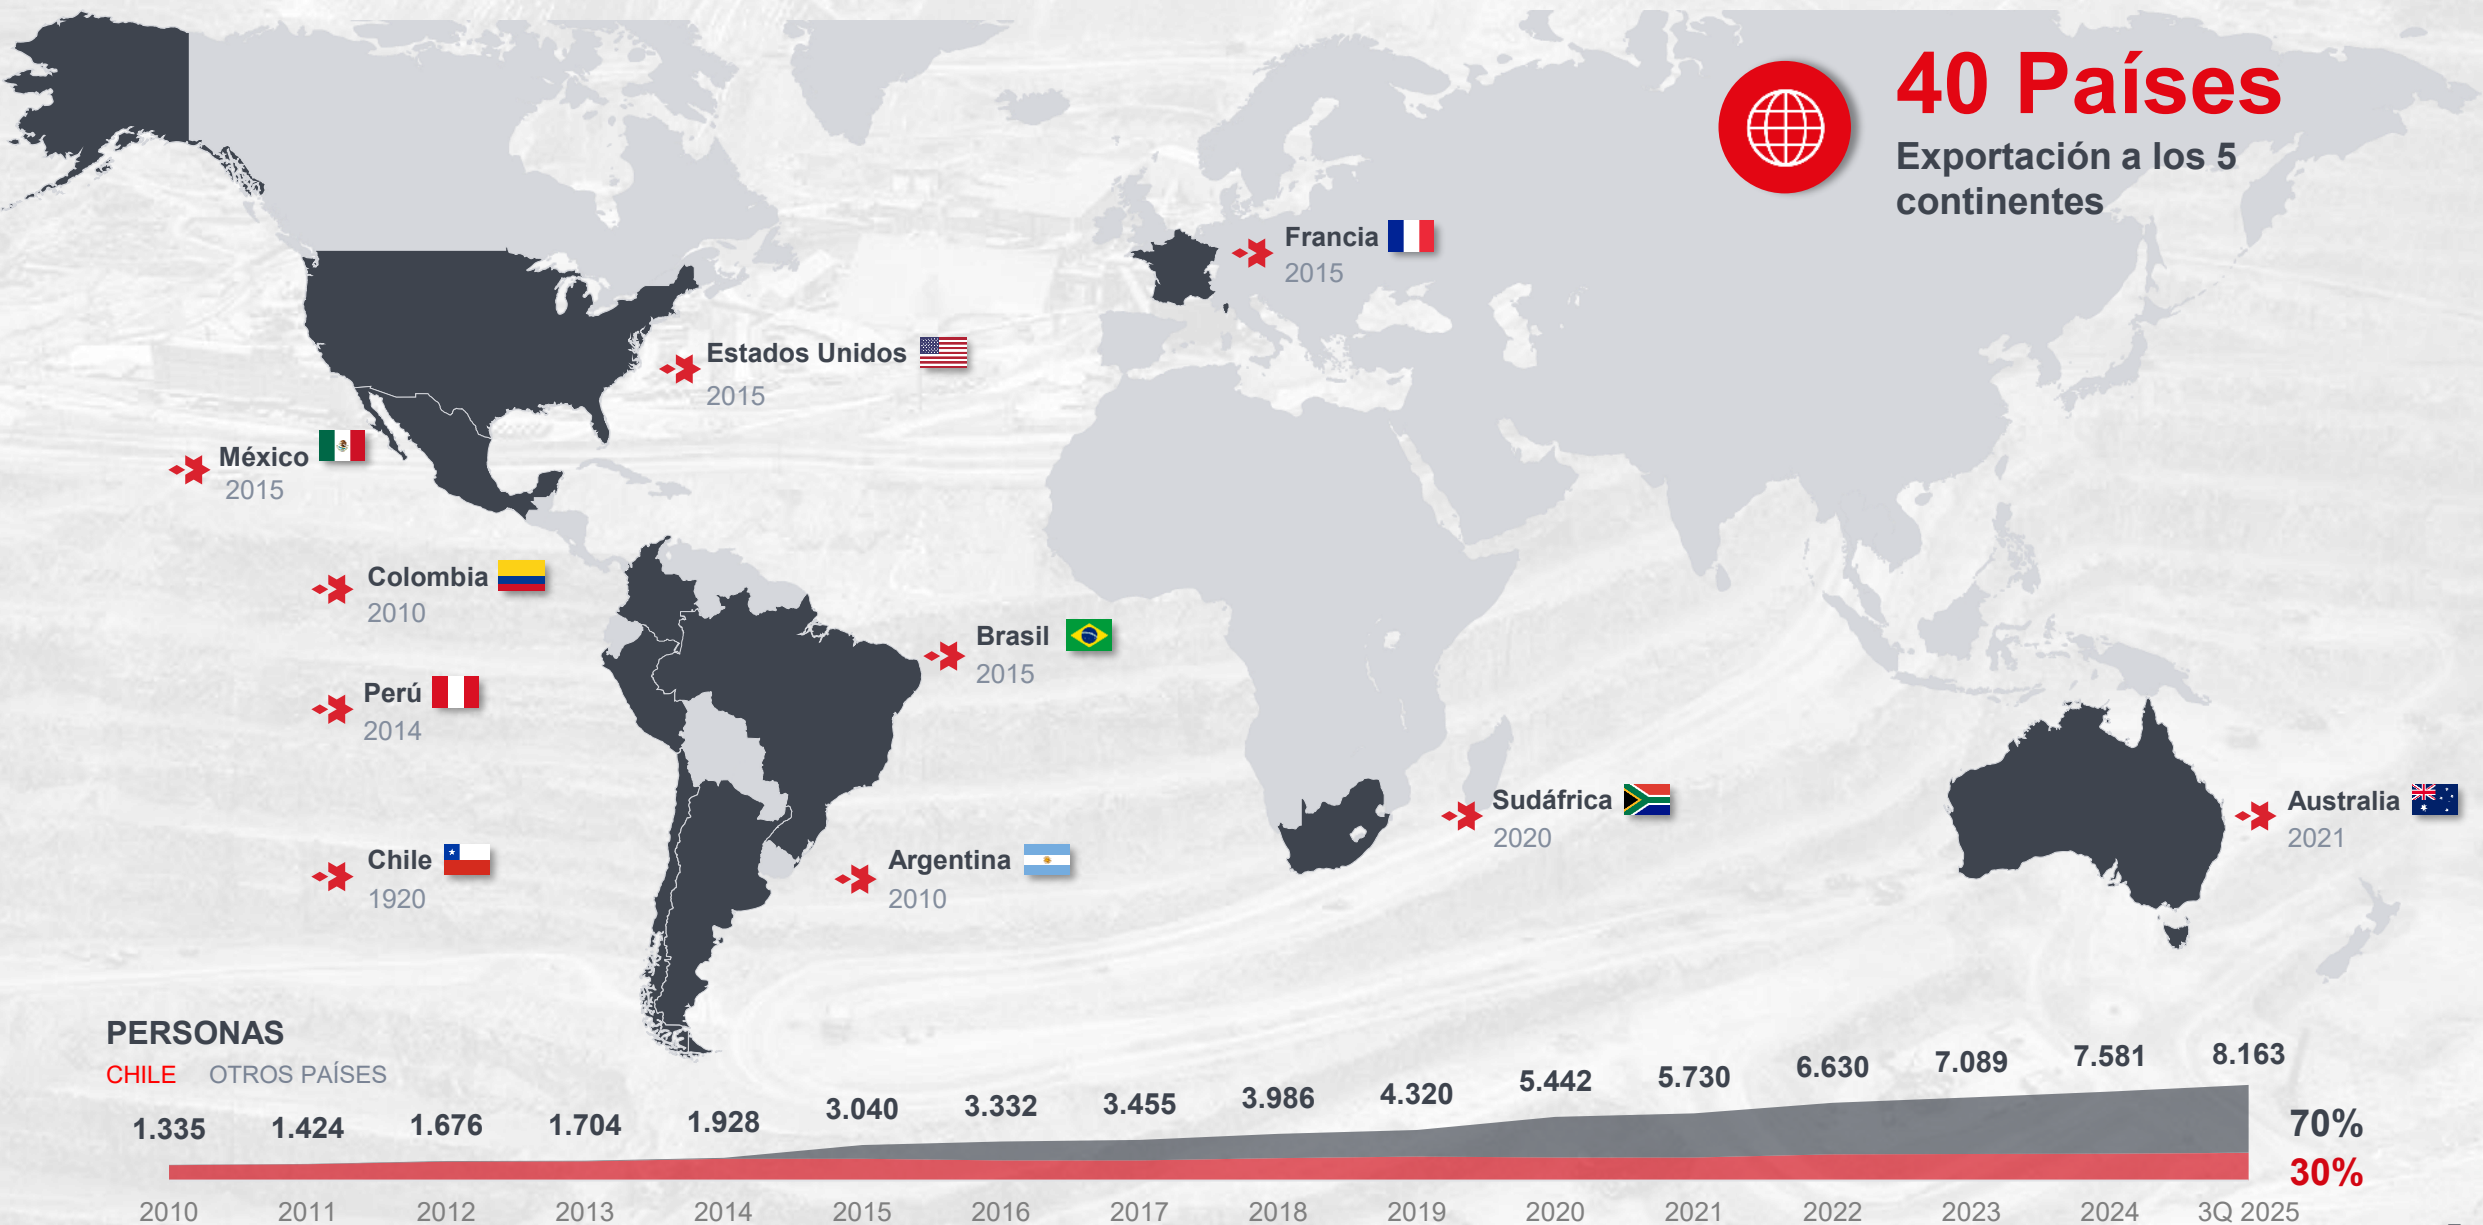 40 Países
Exportación a los 5
continentes
Francia
2015
Estados Unidos
2015
México
2015
Colombia
2010
Brasil
2015
Perú
2014
Sudáfrica
2020
Australia
2021
Chile
1920
Argentina
2010
PERSONAS
CHILE OTROS PAÍSES
1.335 1.424 1.676 1.704 1.928 3.040 3.332 3.455 3.986 4.320 5.442 5.730 6.630 7.089 7.581 8.163
70%
30%
2010 2011 2012 2013 2014 2015 2016 2017 2018 2019 2020 2021 2022 2023 2024 3Q 2025